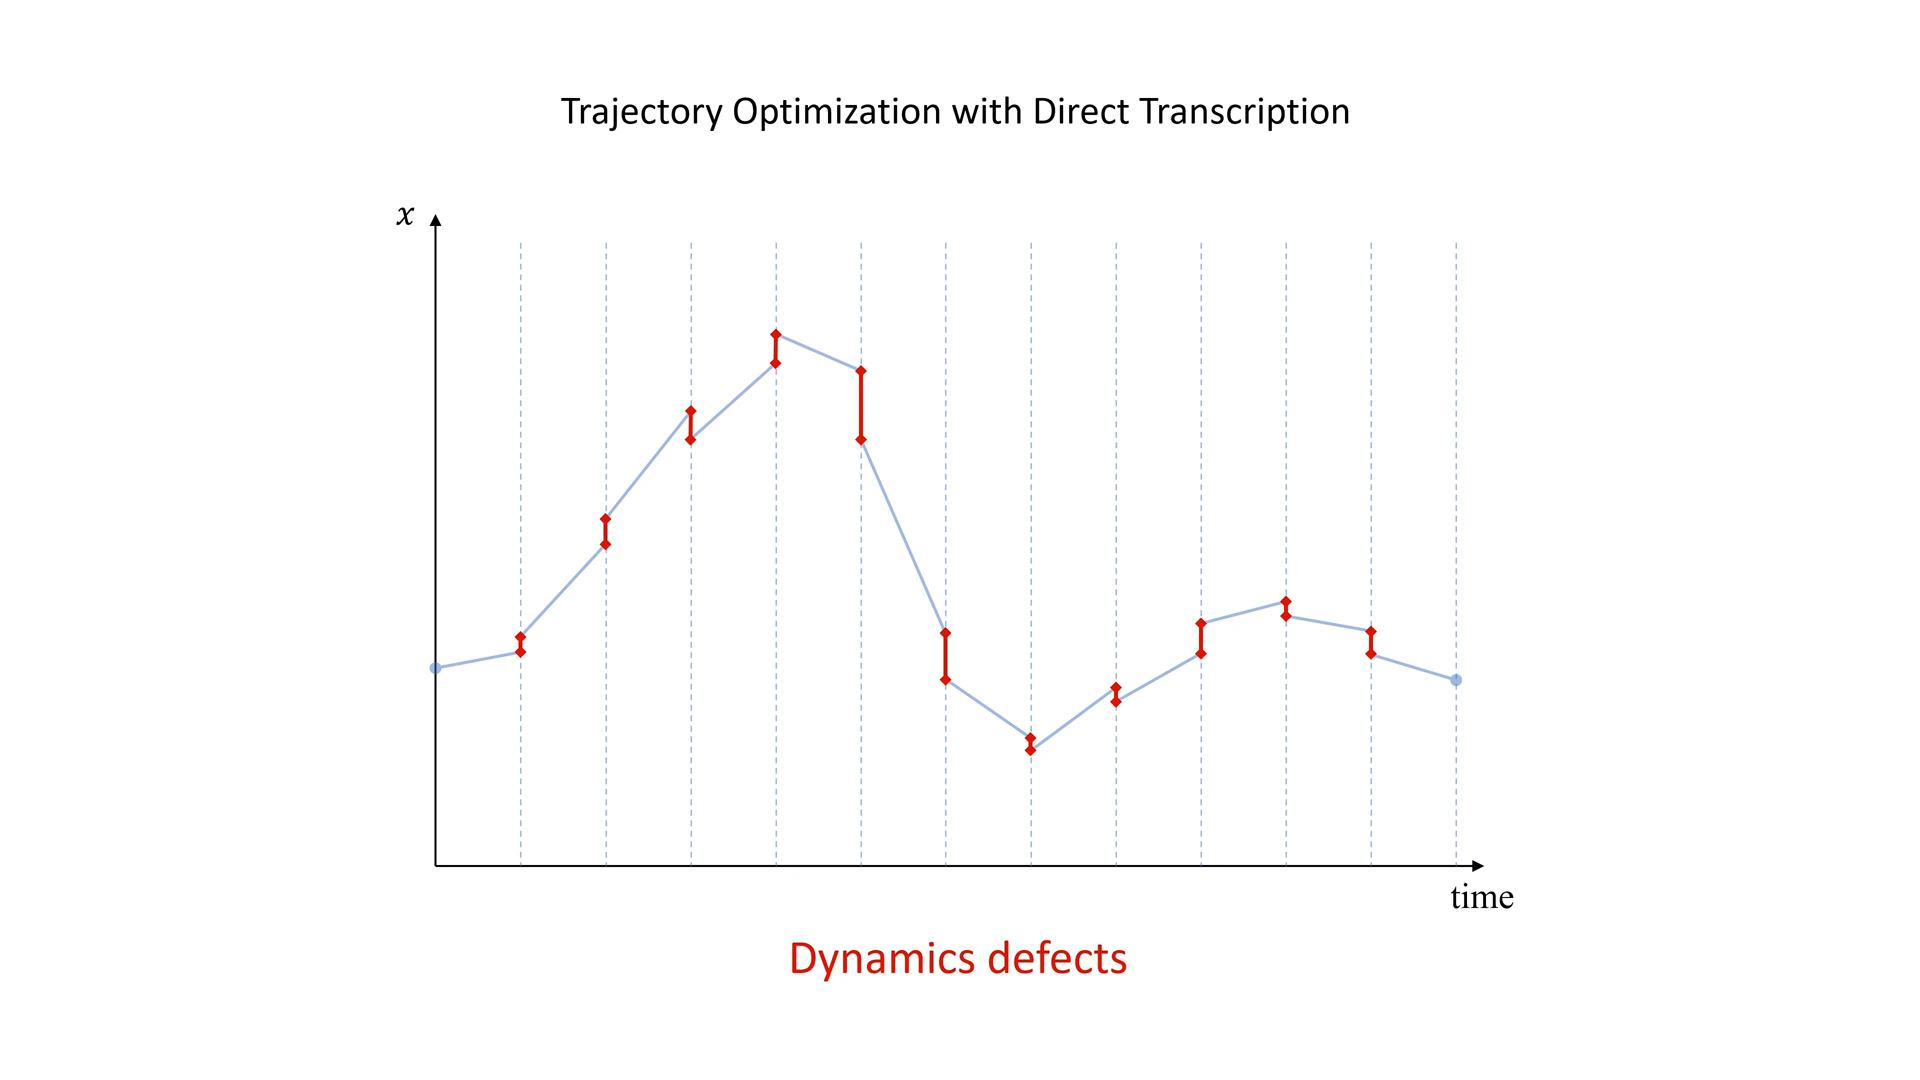 Trajectory Optimization with Direct Transcription
x
time
Dynamics defects